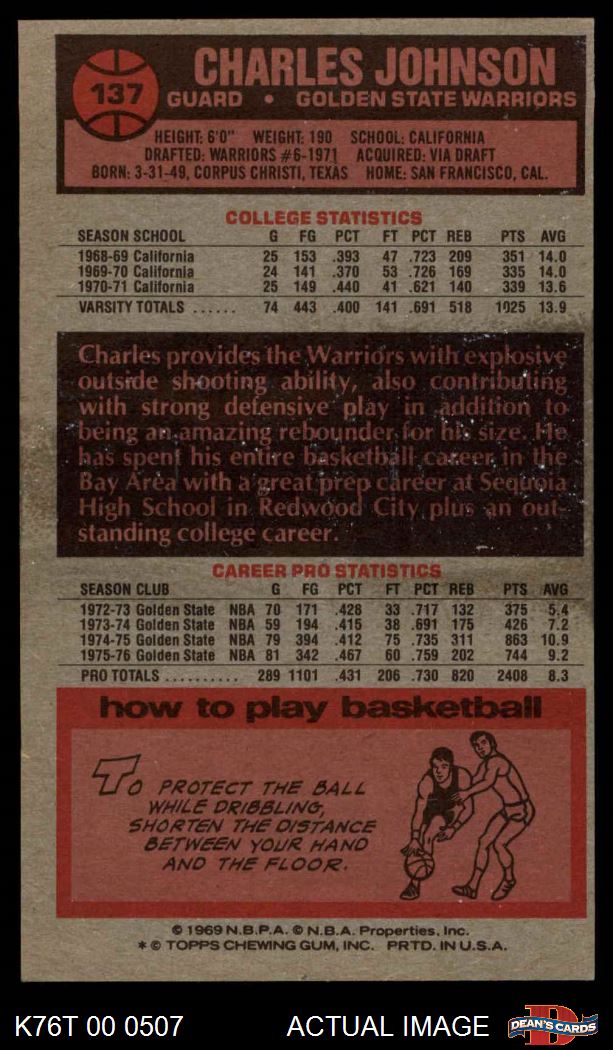 137
CHARLES JOHNSON
GUARD • GOLDEN STATE WARRIORS
HEIGHT: 6'0" WEIGHT: 190 SCHOOL: CALIFORNIA
DRAFTED: WARRIORS #6-1971 ACQUIRED: VIA DRAFT
BORN: 3-31-49, CORPUS CHRISTI, TEXAS HOME: SAN FRANCISCO, CAL.
COLLEGE STATISTICS
SEASON SCHOOL G FG PCT FT PCT REB PTS AVG
1968-69 California 25 153 .393 47 .723 209 351 14.0
1969-70 California 24 141 .370 53 .726 169 335 14.0
1970-71 California 25 149 .440 41 .621 140 339 13.6
VARSITY TOTALS ...... 74 443 .400 141 .691 518 1025 13.9
Charles provides the Warriors with explosive
outside shooting ability, also contributing
with strong defensive play in addition to
being an amazing rebounder for his size. He
has spent his entire basketball career in the
Bay Area with a great prep career at Sequoia
High School in Redwood City plus an out-
standing college career.
CAREER PRO STATISTICS
SEASON CLUB G FG PCT FT PCT REB PTS AVG
1972-73 Golden State NBA 70 171 .428 33 .717 132 375 5.4
1973-74 Golden State NBA 59 194 .415 38 .691 175 426 7.2
1974-75 Golden State NBA 79 394 .412 75 .735 311 863 10.9
1975-76 Golden State NBA 81 342 .467 60 .759 202 744 9.2
PRO TOTALS .......... 289 1101 .431 206 .730 820 2408 8.3
how to play basketball
TO PROTECT THE BALL
WHILE DRIBBLING,
SHORTEN THE DISTANCE
BETWEEN YOUR HAND
AND THE FLOOR.
© 1969 N.B.P.A. © N.B.A. Properties, Inc.
* © TOPPS CHEWING GUM, INC. PRTD. IN U.S.A.
K76T 00 0507 ACTUAL IMAGE
D
DEAN'S CARDS